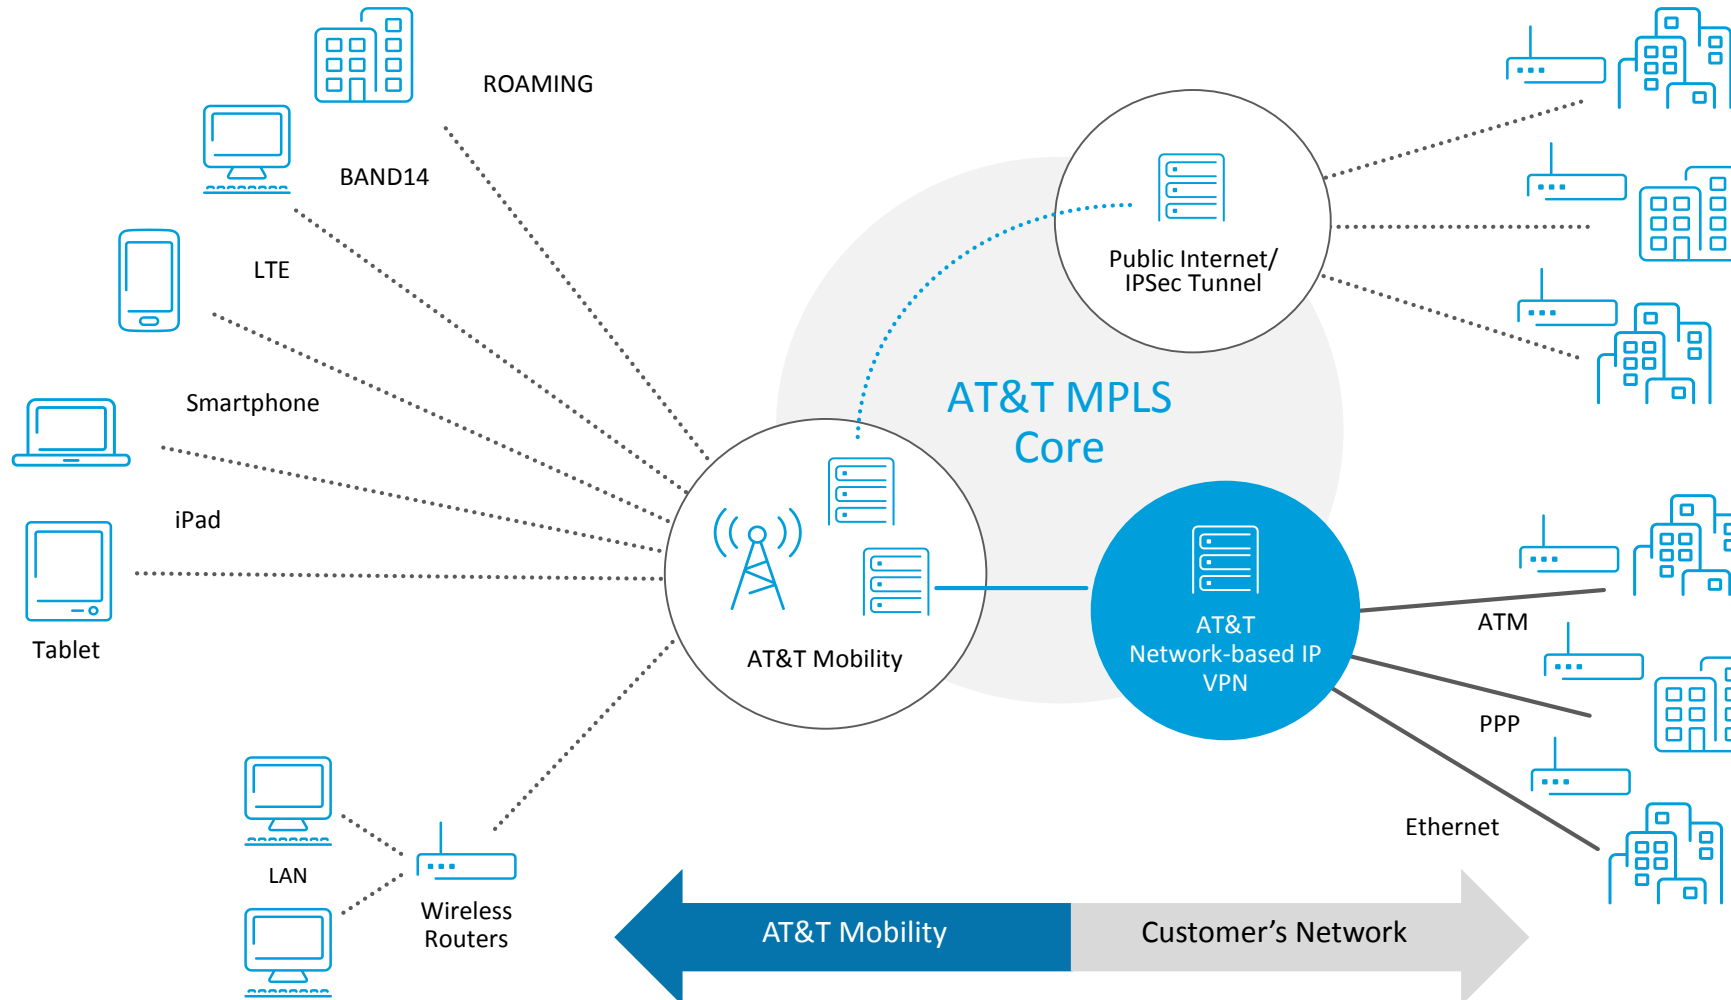 ROAMING
BAND14
LTE
Smartphone
iPad
Tablet
LAN
Wireless
Routers
AT&T Mobility
AT&T MPLS
Core
Public Internet/
IPSec Tunnel
AT&T
Network-based IP
VPN
ATM
PPP
Ethernet
AT&T Mobility
Customer’s Network